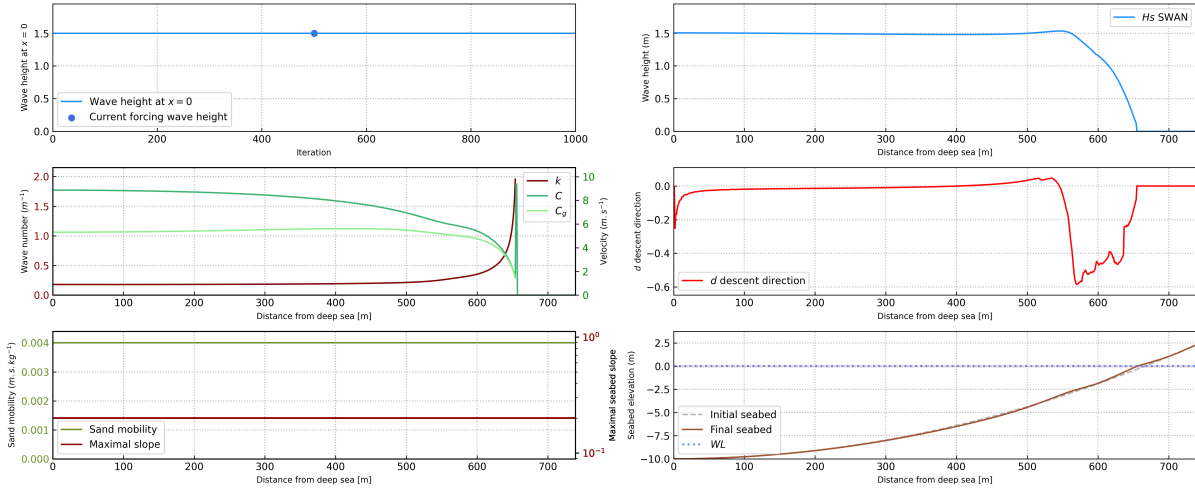 Wave height at x = 0
1.5
1.0
0.5
0.0
0 200 400 600 800 1000
Iteration
Wave height at x = 0
Current forcing wave height
Wave height (m)
1.5
1.0
0.5
0.0
0 100 200 300 400 500 600 700
Distance from deep sea [m]
Hs SWAN
Wave number (m⁻¹)
2.0
1.5
1.0
0.5
0.0
0 100 200 300 400 500 600 700
Distance from deep sea [m]
k
C
C_g
10
8
6
4
2
0
Velocity (m.s⁻¹)
d descent direction
0.0
−0.2
−0.4
−0.6
0 100 200 300 400 500 600 700
Distance from deep sea [m]
d descent direction
Sand mobility (m.s.kg⁻¹)
0.004
0.003
0.002
0.001
0.000
0 100 200 300 400 500 600 700
Distance from deep sea [m]
Sand mobility
Maximal slope
10⁰
10⁻¹
Maximal seabed slope
Seabed elevation (m)
2.5
0.0
−2.5
−5.0
−7.5
−10.0
0 100 200 300 400 500 600 700
Distance from deep sea [m]
Initial seabed
Final seabed
WL